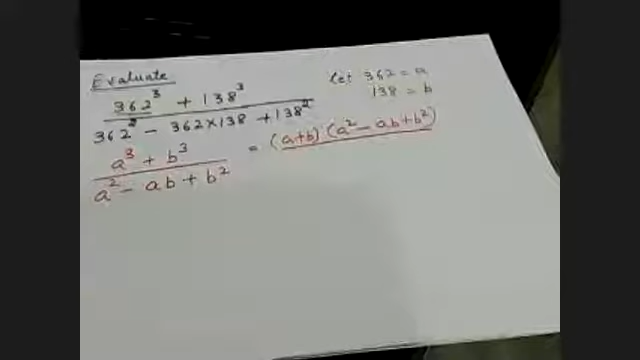 Evaluate
362³ + 138³
362² - 362×138 + 138²
let 362 = a
138 = b
a³ + b³
a² - ab + b²
= (a+b) (a² - ab + b²)